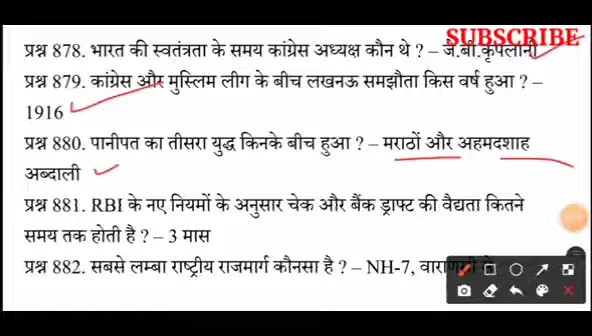 SUBSCRIBE
प्रश्न 878. भारत की स्वतंत्रता के समय कांग्रेस अध्यक्ष कौन थे ? – जे.बी.कृपलानी
प्रश्न 879. कांग्रेस और मुस्लिम लीग के बीच लखनऊ समझौता किस वर्ष हुआ ? –
1916
प्रश्न 880. पानीपत का तीसरा युद्ध किनके बीच हुआ ? – मराठों और अहमदशाह
अब्दाली
प्रश्न 881. RBI के नए नियमों के अनुसार चेक और बैंक ड्राफ्ट की वैद्यता कितने
समय तक होती है ? – 3 मास
प्रश्न 882. सबसे लम्बा राष्ट्रीय राजमार्ग कौनसा है ? – NH-7,